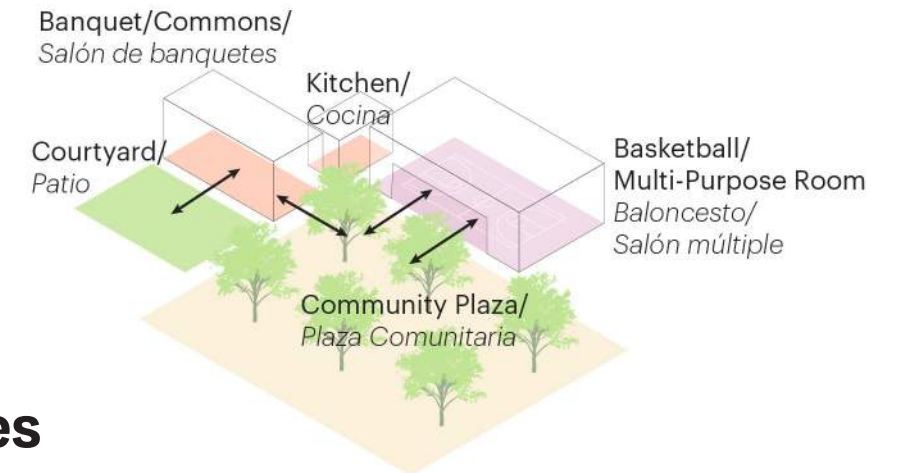 Banquet/Commons/
Salón de banquetes
Kitchen/
Cocina
Courtyard/
Patio
Basketball/
Multi-Purpose Room
Baloncesto/
Salón múltiple
Community Plaza/
Plaza Comunitaria
es